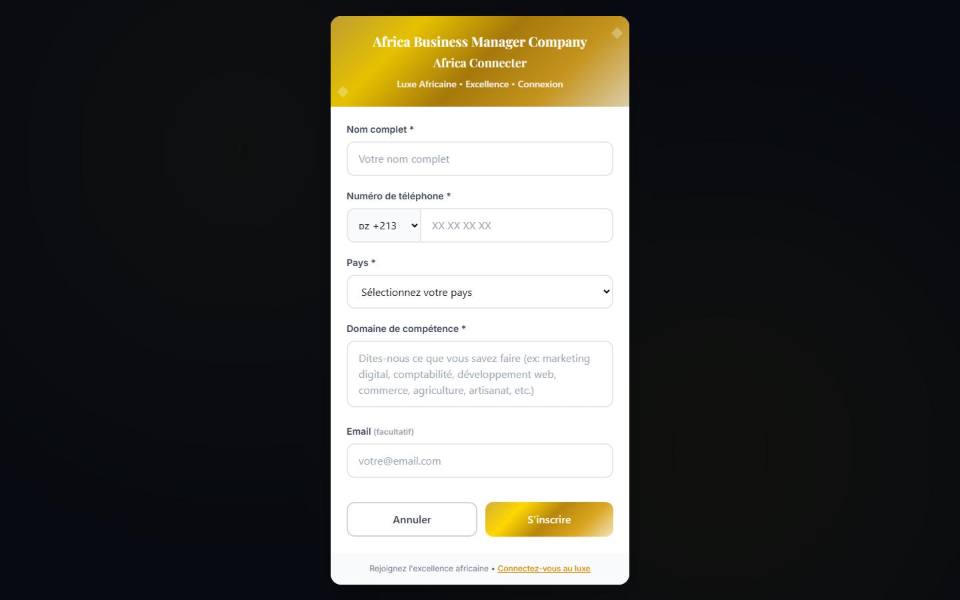 Africa Business Manager Company
Africa Connecter
Luxe Africaine • Excellence • Connexion
Nom complet *
Votre nom complet
Numéro de téléphone *
DZ +213
XX XX XX XX
Pays *
Sélectionnez votre pays
Domaine de compétence *
Dites-nous ce que vous savez faire (ex: marketing
digital, comptabilité, développement web,
commerce, agriculture, artisanat, etc.)
Email (facultatif)
votre@email.com
Annuler
S'inscrire
Rejoignez l'excellence africaine • Connectez-vous au luxe